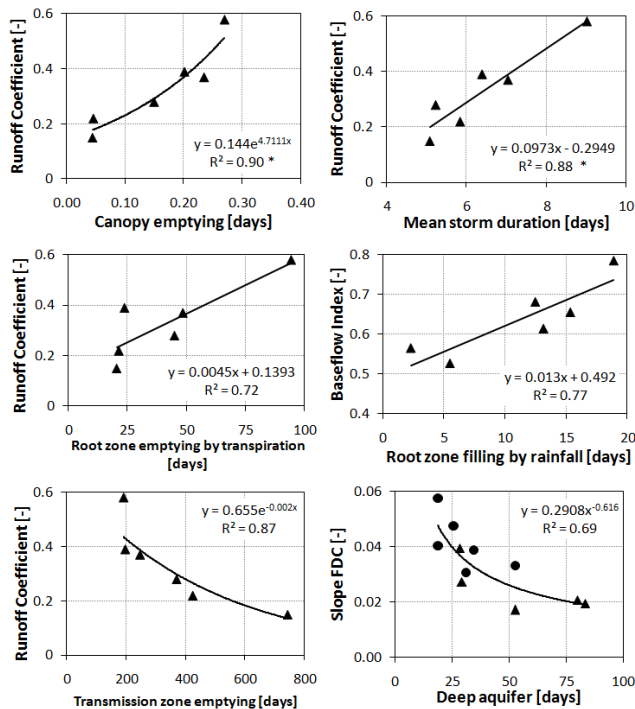 Runoff Coefficient [-]
0.6
0.4
0.2
0
y = 0.144e^4.7111x
R² = 0.90 *
0.00 0.10 0.20 0.30 0.40
Canopy emptying [days]
Runoff Coefficient [-]
0.6
0.4
0.2
0
y = 0.0973x - 0.2949
R² = 0.88 *
4 6 8 10
Mean storm duration [days]
Runoff Coefficient [-]
0.6
0.4
0.2
0
y = 0.0045x + 0.1393
R² = 0.72
0 25 50 75 100
Root zone emptying by transpiration
[days]
Baseflow Index [-]
0.8
0.7
0.6
0.5
0.4
y = 0.013x + 0.492
R² = 0.77
0 5 10 15 20
Root zone filling by rainfall [days]
Runoff Coefficient [-]
0.6
0.4
0.2
0
y = 0.655e^-0.002x
R² = 0.87
0 200 400 600 800
Transmission zone emptying [days]
Slope FDC [-]
0.06
0.04
0.02
0.00
y = 0.2908x^-0.616
R² = 0.69
0 25 50 75 100
Deep aquifer [days]